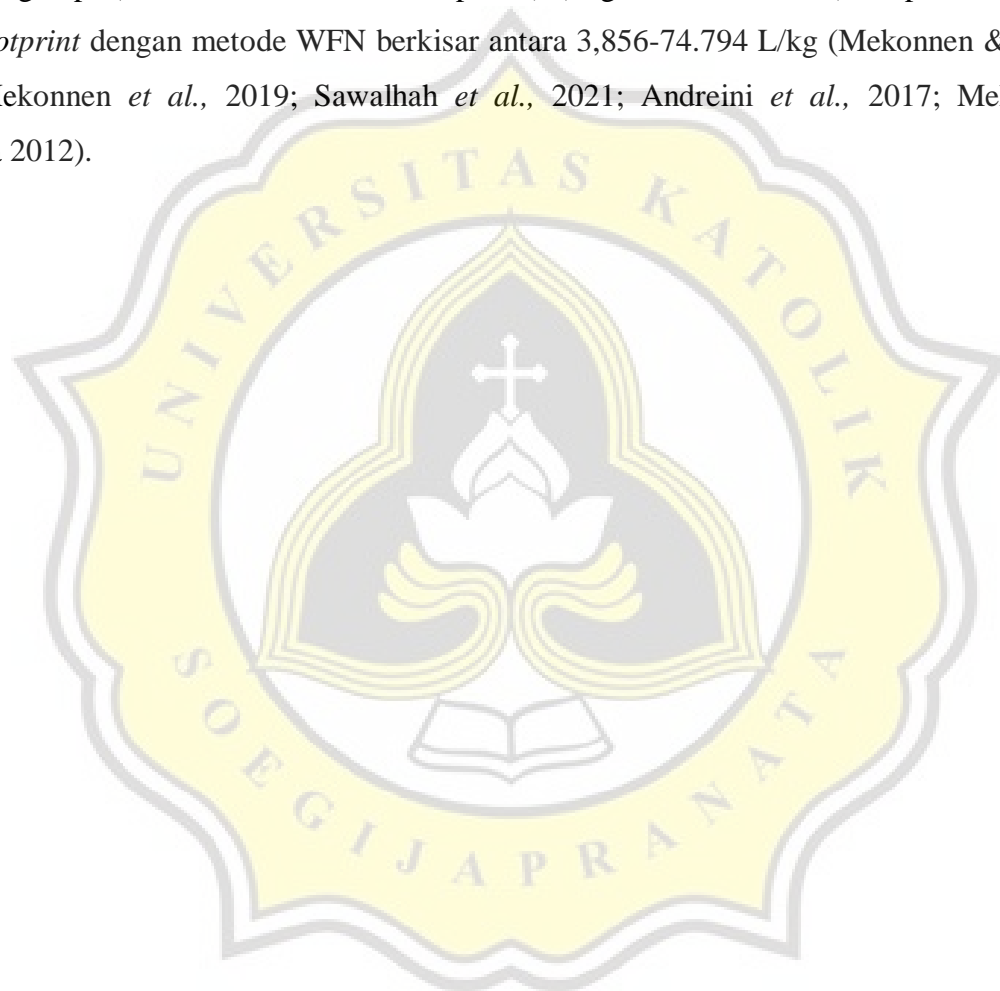 otprint dengan metode WFN berkisar antara 3,856-74.794 L/kg (Mekonnen &
ekonnen et al., 2019; Sawalhah et al., 2021; Andreini et al., 2017; Me
2012).
UNIVERSITAS KATOLIK
SOEGIJAPRANATA